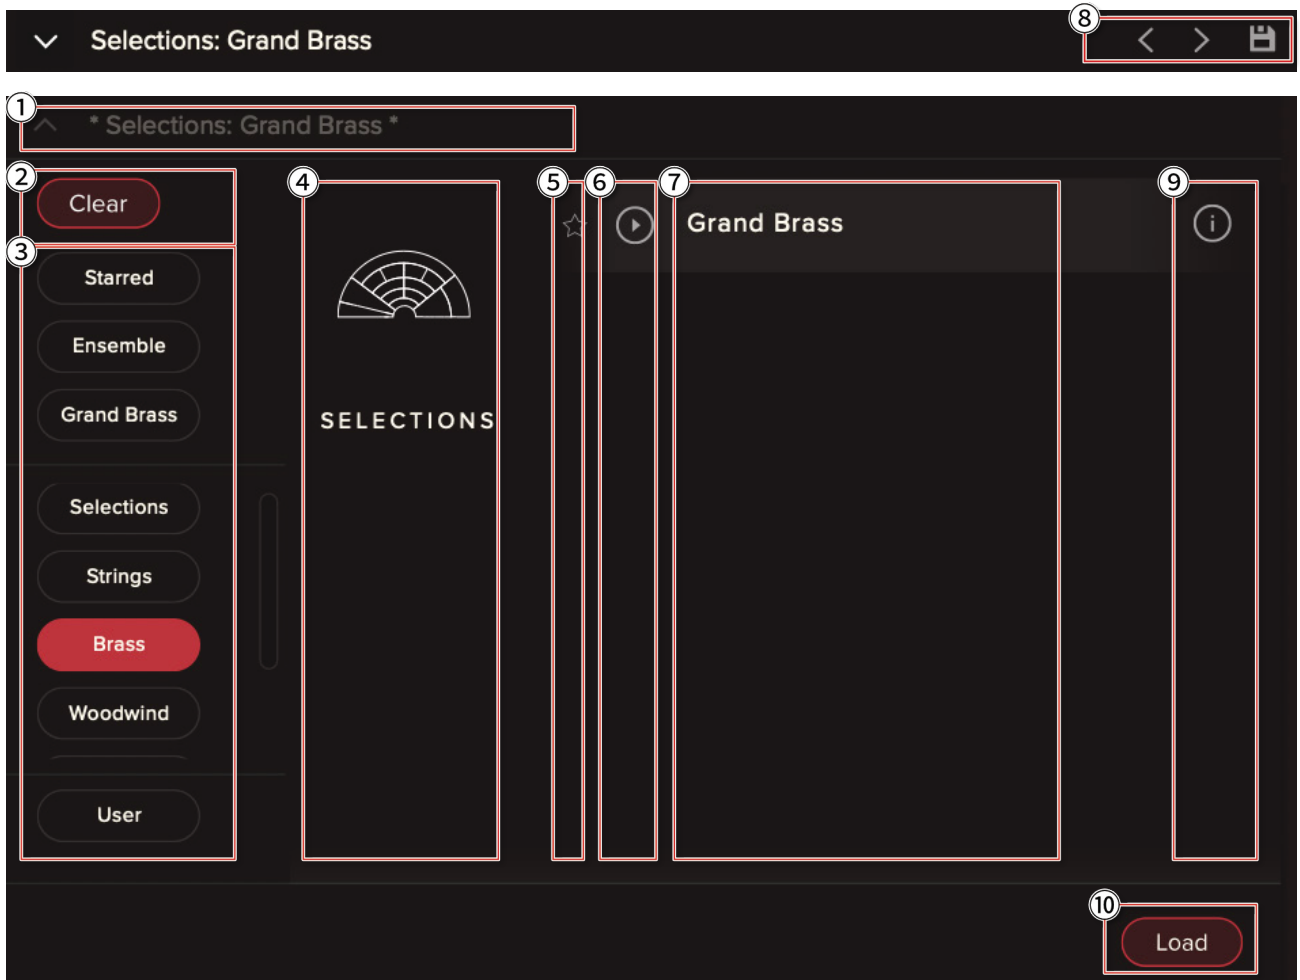 8
Selections: Grand Brass
1
* Selections: Grand Brass *
2
Clear
3
Starred
Ensemble
Grand Brass
Selections
Strings
Brass
Woodwind
User
4
SELECTIONS
5
6
7
Grand Brass
9
i
10
Load